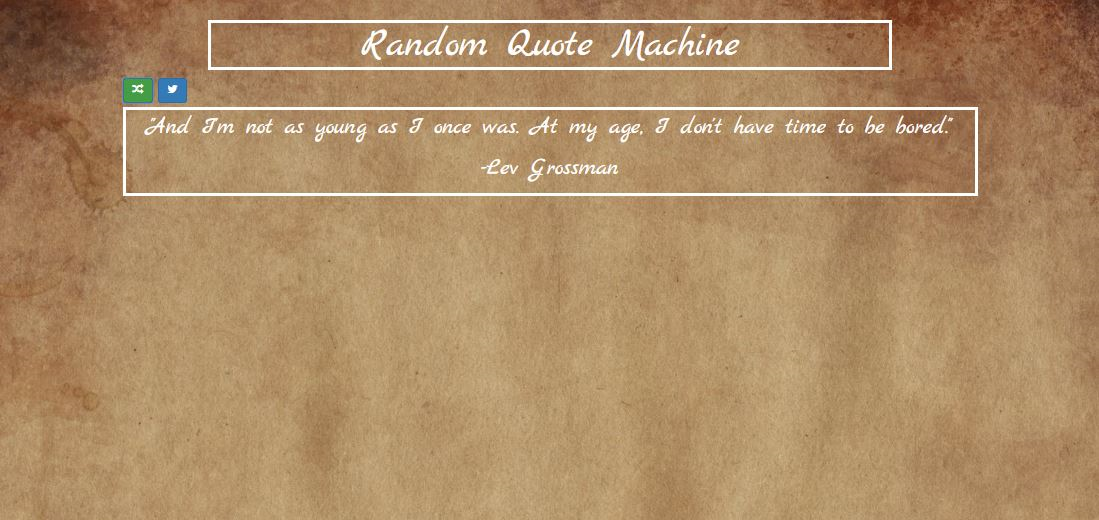 Random Quote Machine
"And I'm not as young as I once was. At my age, I don't have time to be bored."
-Lev Grossman